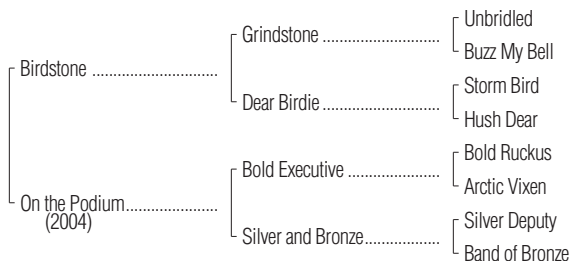 Unbridled
Grindstone ..............................
Buzz My Bell
Birdstone ..........................................
Storm Bird
Dear Birdie ..............................
Hush Dear
Bold Ruckus
Bold Executive ..............................
Arctic Vixen
On the Podium..............................
(2004)
Silver Deputy
Silver and Bronze..............................
Band of Bronze